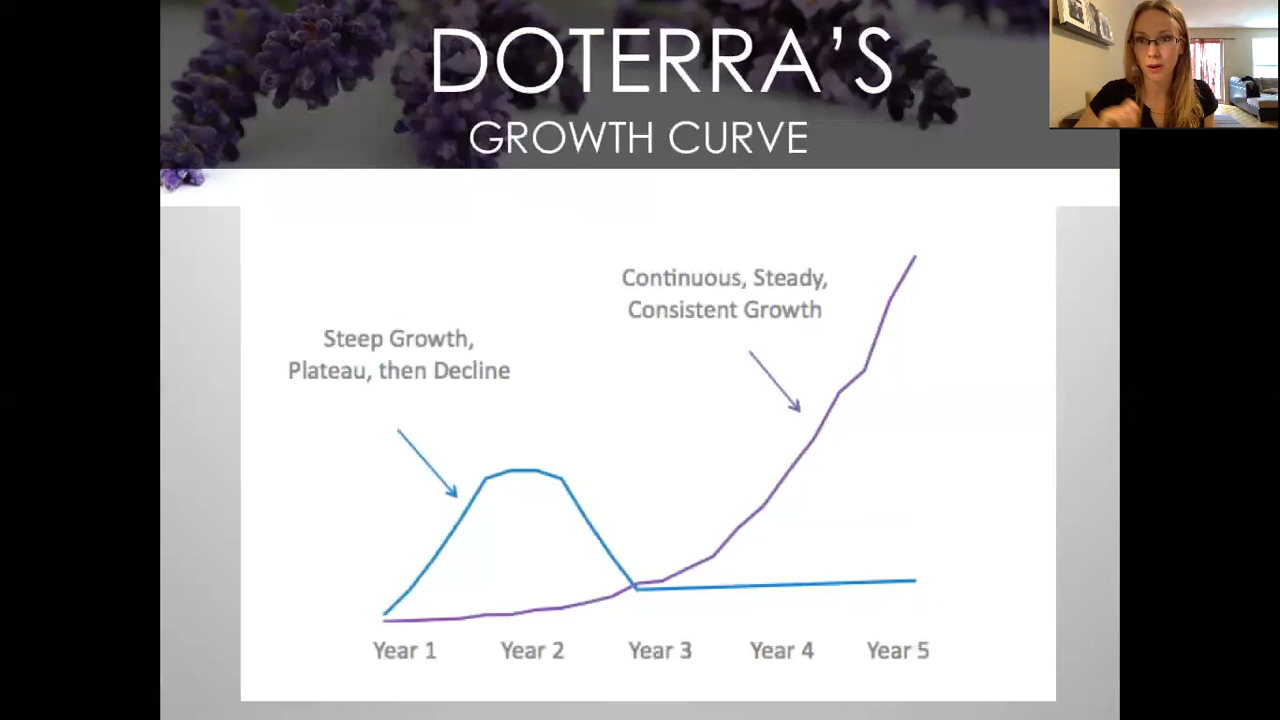 DOTERRA'S
GROWTH CURVE
Continuous, Steady,
Consistent Growth
Steep Growth,
Plateau, then Decline
Year 1 Year 2 Year 3 Year 4 Year 5